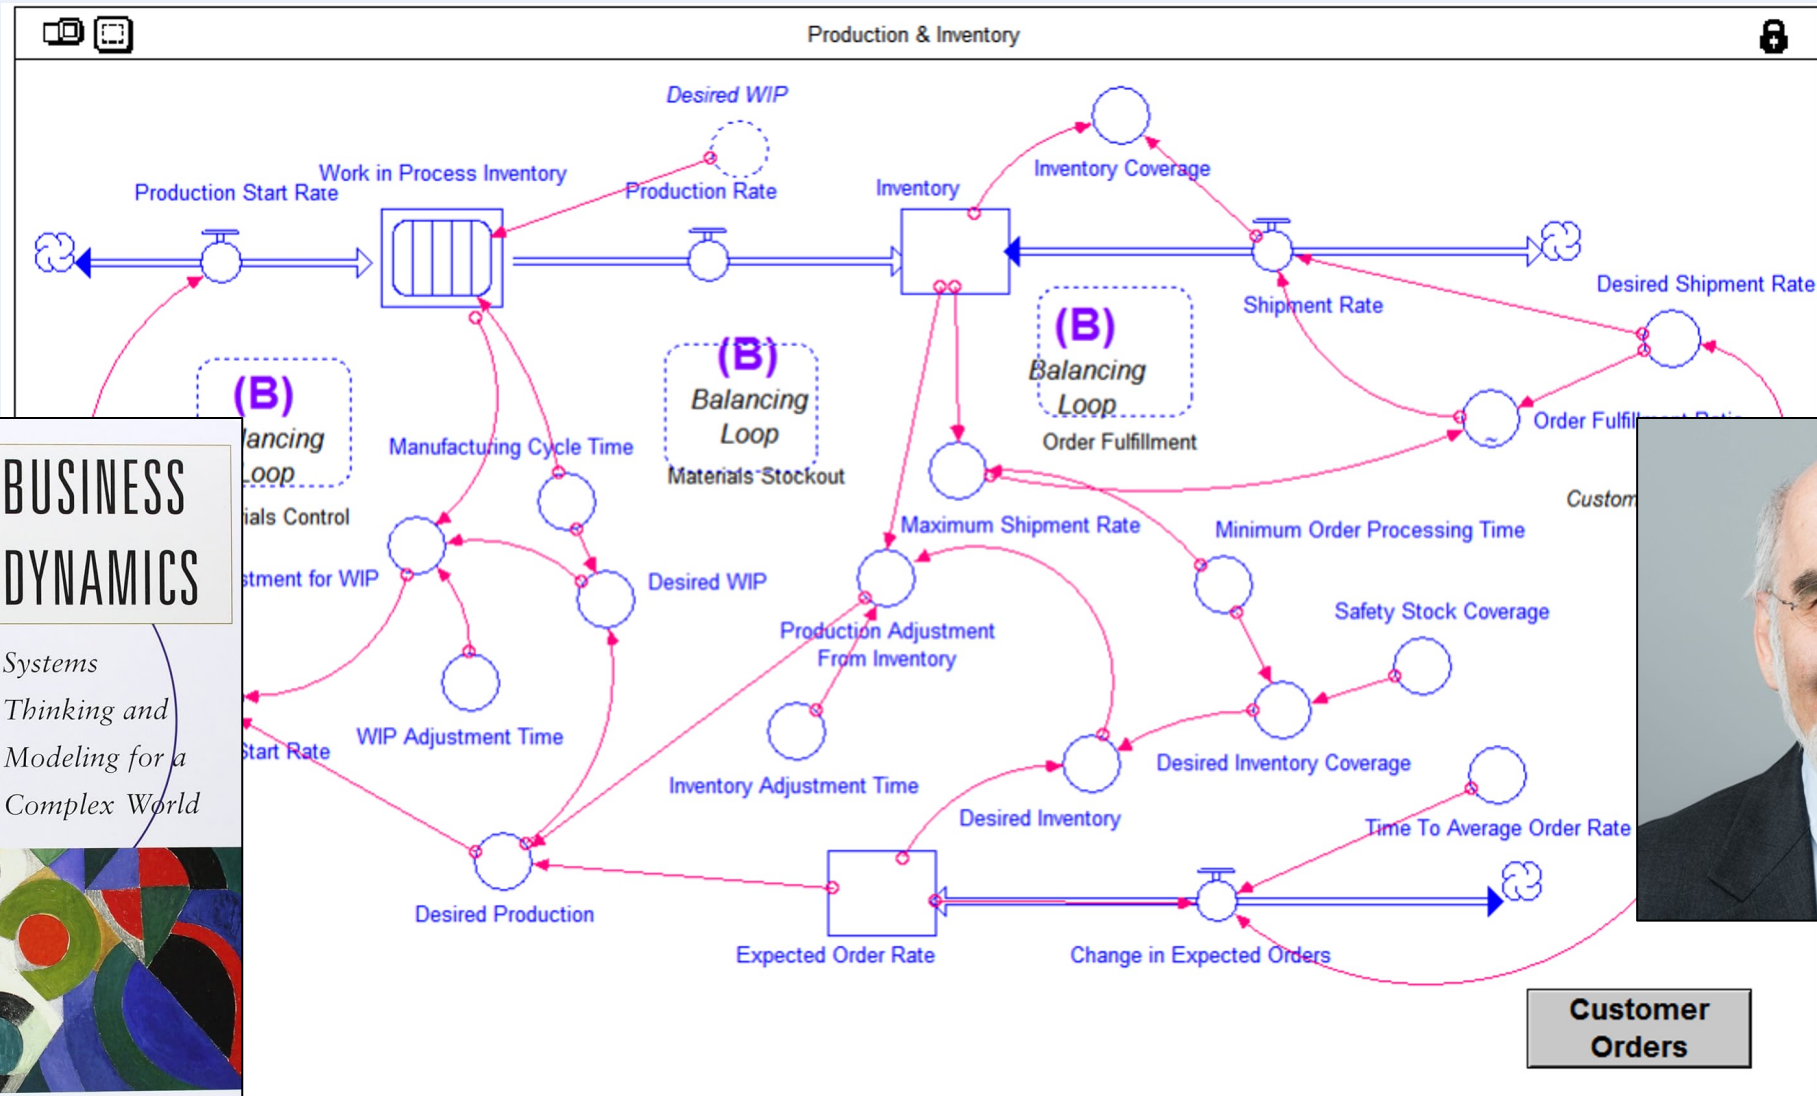 Production & Inventory
Desired WIP
Work in Process Inventory
Production Start Rate
Production Rate
Inventory
Inventory Coverage
Shipment Rate
Desired Shipment Rate
(B)
lancing
Loop
ials Control
(B)
Balancing
Loop
Materials Stockout
(B)
Balancing
Loop
Order Fulfillment
Manufacturing Cycle Time
Order
Maximum Shipment Rate
Minimum Order Processing Time
Custom
stment for WIP
Desired WIP
Production Adjustment
From Inventory
Safety Stock Coverage
WIP Adjustment Time
Start Rate
Inventory Adjustment Time
Desired Inventory Coverage
Desired Inventory
Time To Average Order Rate
Desired Production
Expected Order Rate
Change in Expected Orders
Customer
Orders
BUSINESS
DYNAMICS
Systems
Thinking and
Modeling for a
Complex World